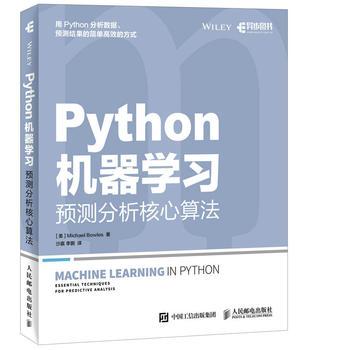 用 Python 分析数据、
预测结果的简单高效的方式
WILEY
异步图书
Python
机器学习
预测分析核心算法
[美] Michael Bowles 著
沙嬴 李鹏 译
MACHINE LEARNING IN PYTHON
ESSENTIAL TECHNIQUES
FOR PREDICTIVE ANALYSIS
中国工信出版集团
人民邮电出版社
WILEY
Python 机器学习
预测分析核心算法
人民邮电出版社